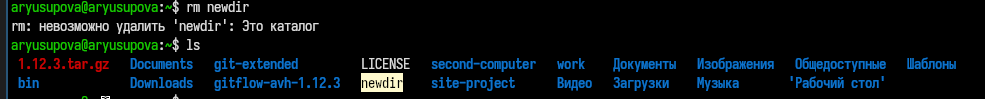 aryusupova@aryusupova:~$ rm newdir
rm: невозможно удалить 'newdir': Это каталог
aryusupova@aryusupova:~$ ls
1.12.3.tar.gz Documents git-extended LICENSE second-computer work Документы Изображения Общедоступные Шаблоны
bin Downloads gitflow-avh-1.12.3 newdir site-project Видео Загрузки Музыка 'Рабочий стол'